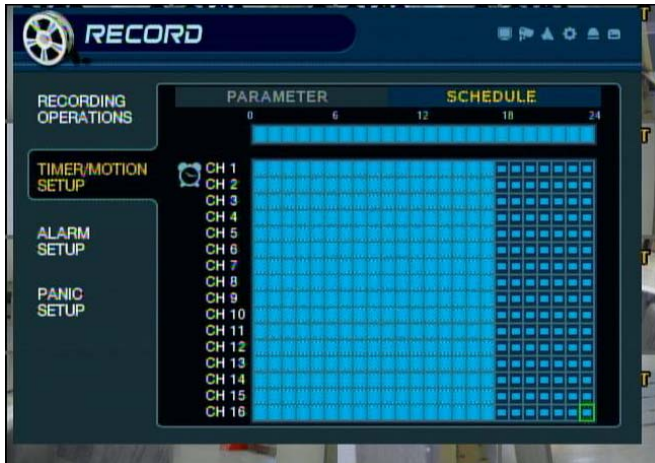 RECORD
PARAMETER
SCHEDULE
0 6 12 18 24
RECORDING
OPERATIONS
TIMER/MOTION
SETUP
ALARM
SETUP
PANIC
SETUP
CH 1
CH 2
CH 3
CH 4
CH 5
CH 6
CH 7
CH 8
CH 9
CH 10
CH 11
CH 12
CH 13
CH 14
CH 15
CH 16
T
T
T
T